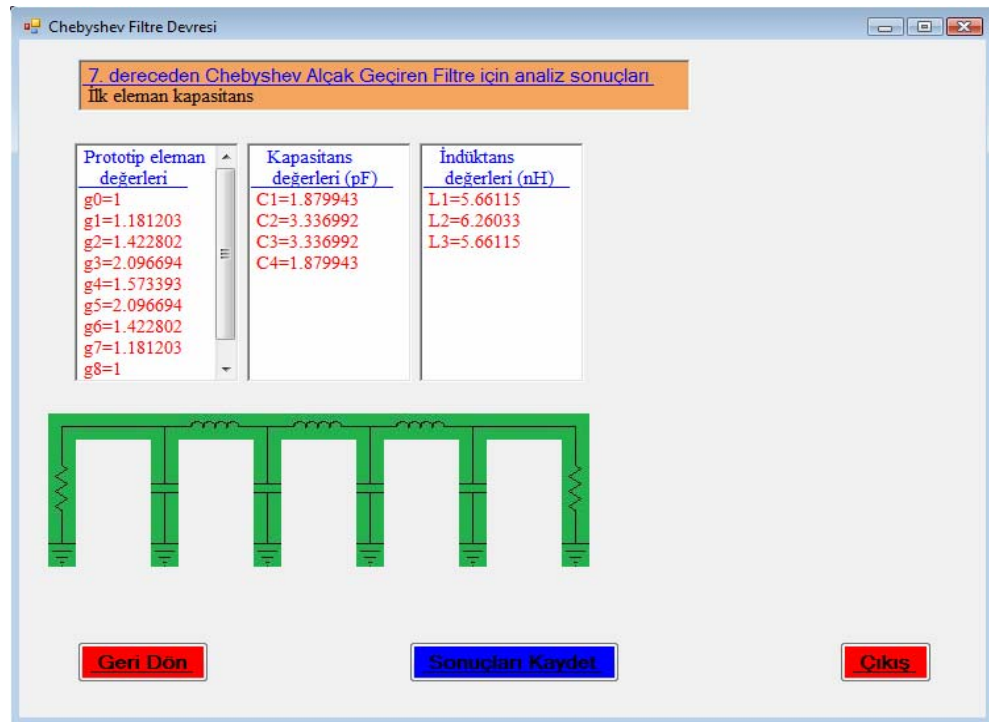 Chebyshev Filtre Devresi
7. dereceden Chebyshev Alçak Geçiren Filtre için analiz sonuçları
İlk eleman kapasitans
Prototip eleman
değerleri
g0=1
g1=1.181203
g2=1.422802
g3=2.096694
g4=1.573393
g5=2.096694
g6=1.422802
g7=1.181203
g8=1
Kapasitans
değerleri (pF)
C1=1.879943
C2=3.336992
C3=3.336992
C4=1.879943
İndüktans
değerleri (nH)
L1=5.66115
L2=6.26033
L3=5.66115
Geri Dön
Sonuçları Kaydet
Çıkış